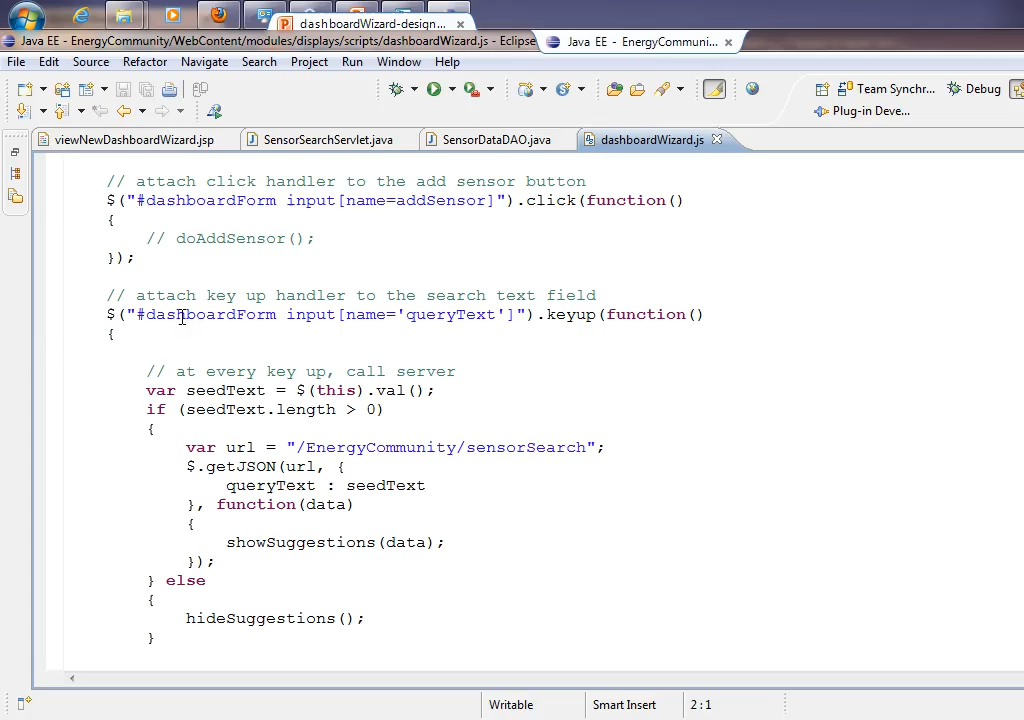 dashboardWizard-design...
Java EE - EnergyCommunity/WebContent/modules/displays/scripts/dashboardWizard.js - Eclipse
Java EE - EnergyCommuni...
File Edit Source Refactor Navigate Search Project Run Window Help
Team Synchr...
Debug
Plug-in Deve...
viewNewDashboardWizard.jsp
SensorSearchServlet.java
SensorDataDAO.java
dashboardWizard.js
// attach click handler to the add sensor button
$("#dashboardForm input[name=addSensor]").click(function()
{
// doAddSensor();
});
// attach key up handler to the search text field
$("#dashboardForm input[name='queryText']").keyup(function()
{
// at every key up, call server
var seedText = $(this).val();
if (seedText.length > 0)
{
var url = "/EnergyCommunity/sensorSearch";
$.getJSON(url, {
queryText : seedText
}, function(data)
{
showSuggestions(data);
});
} else
{
hideSuggestions();
}
Writable
Smart Insert
2 : 1